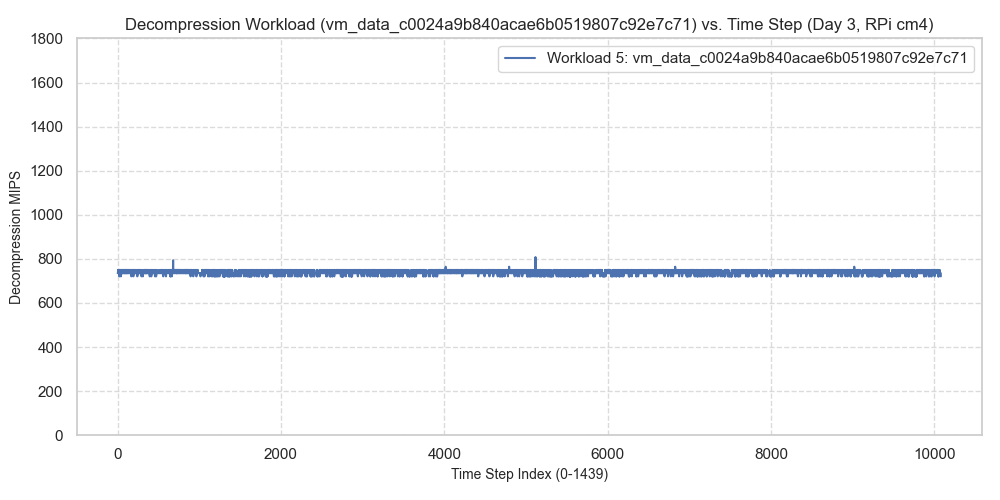 Decompression Workload (vm_data_c0024a9b840acae6b0519807c92e7c71) vs. Time Step (Day 3, RPi cm4)
Workload 5: vm_data_c0024a9b840acae6b0519807c92e7c71
Decompression MIPS
1800
1600
1400
1200
1000
800
600
400
200
0
0 2000 4000 6000 8000 10000
Time Step Index (0-1439)